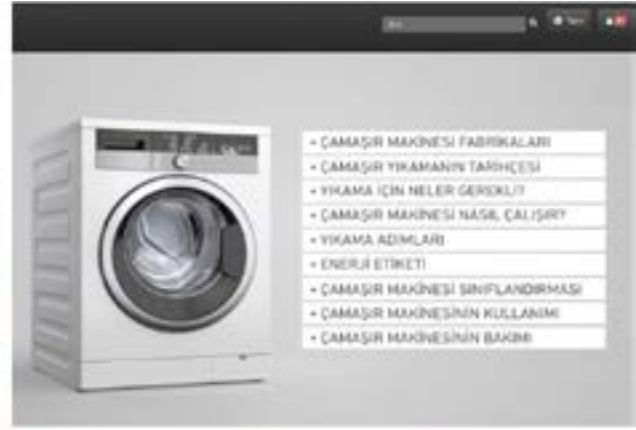 + ÇAMAŞIR MAKİNESİ FABRİKALARI
+ ÇAMAŞIR YIKAMANIN TARİHÇESİ
+ YIKAMA İÇİN NELER GEREKLİ?
+ ÇAMAŞIR MAKİNESİ NASIL ÇALIŞIR?
+ YIKAMA ADIMLARI
+ ENERJİ ETİKETİ
+ ÇAMAŞIR MAKİNESİ SINIFLANDIRMASI
+ ÇAMAŞIR MAKİNESİNİN KULLANIMI
+ ÇAMAŞIR MAKİNESİNİN BAKIMI